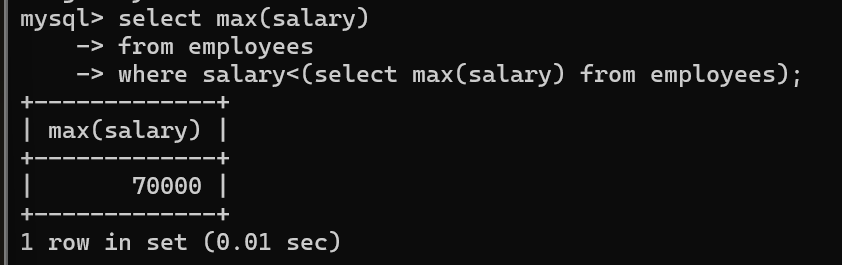 mysql> select max(salary)
    -> from employees
    -> where salary<(select max(salary) from employees);
+-------------+
| max(salary) |
+-------------+
|       70000 |
+-------------+
1 row in set (0.01 sec)